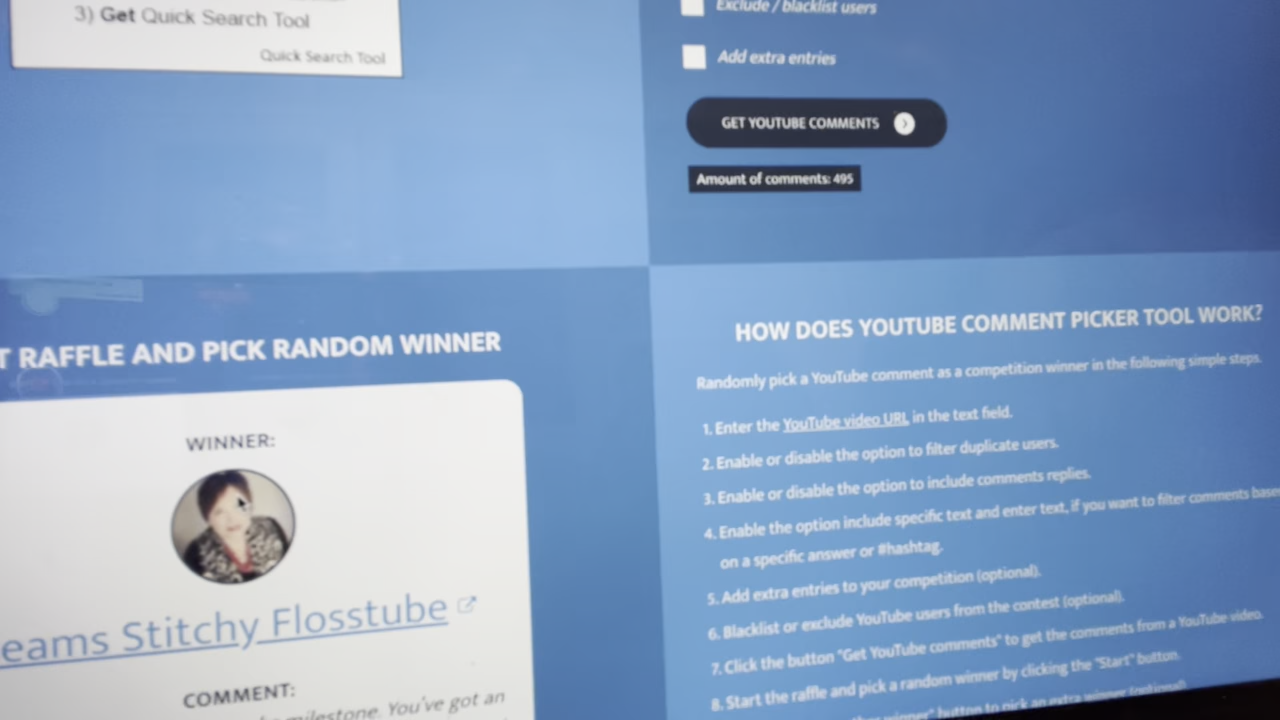 3) Get Quick Search Tool
Quick Search Tool
Exclude / blacklist users
Add extra entries
GET YOUTUBE COMMENTS
Amount of comments: 495
T RAFFLE AND PICK RANDOM WINNER
WINNER:
eams Stitchy Flosstube
COMMENT:
milestone. You've got an
HOW DOES YOUTUBE COMMENT PICKER TOOL WORK?
Randomly pick a YouTube comment as a competition winner in the following simple steps.
1. Enter the YouTube video URL in the text field.
2. Enable or disable the option to filter duplicate users.
3. Enable or disable the option to include comments replies.
4. Enable the option include specific text and enter text, if you want to filter comments base
on a specific answer or #hashtag.
5. Add extra entries to your competition (optional).
6. Blacklist or exclude YouTube users from the contest (optional).
7. Click the button "Get YouTube comments" to get the comments from a YouTube video.
8. Start the raffle and pick a random winner by clicking the "Start" button.
winner" button to pick an extra winner (optional).